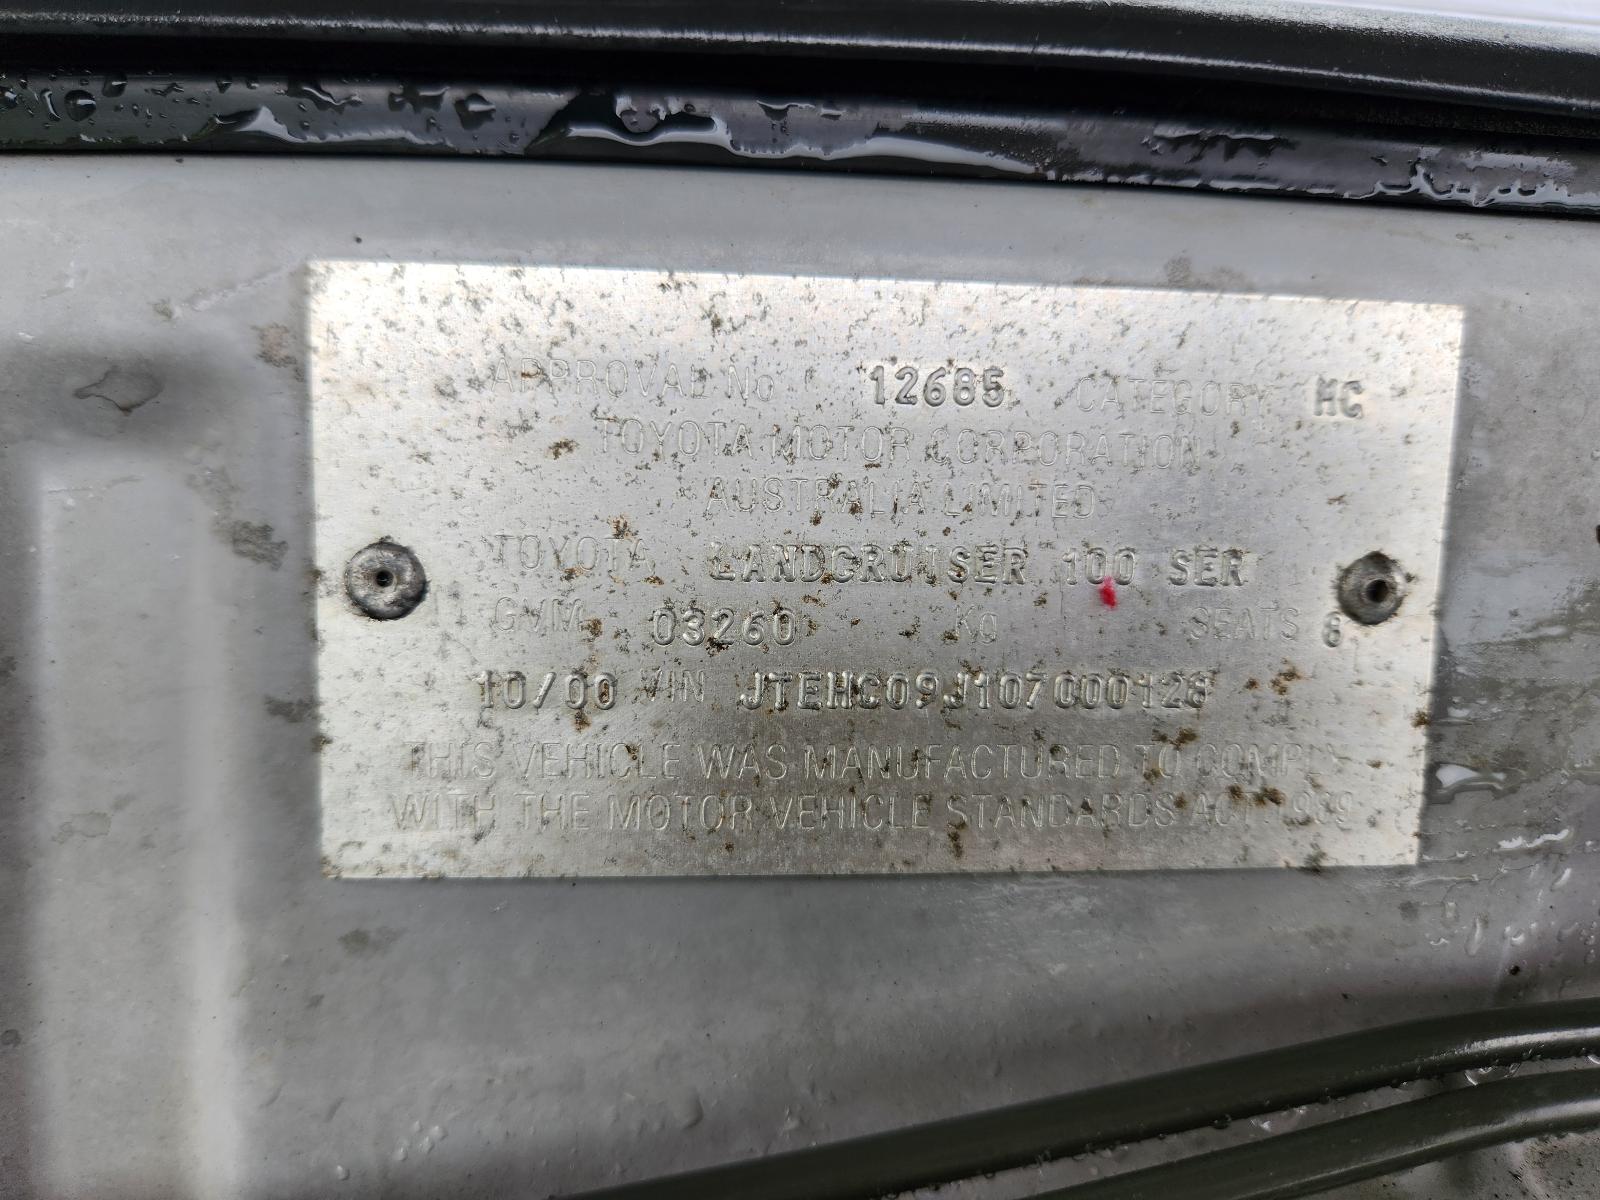 APPROVAL No 12685 CATEGORY MC
TOYOTA MOTOR CORPORATION
AUSTRALIA LIMITED
TOYOTA LANDCRUISER 100 SER
GVM 03260 KG SEATS 8
10/00 VIN JTEHC09J107000128
THIS VEHICLE WAS MANUFACTURED TO COMPLY
WITH THE MOTOR VEHICLE STANDARDS ACT 1989